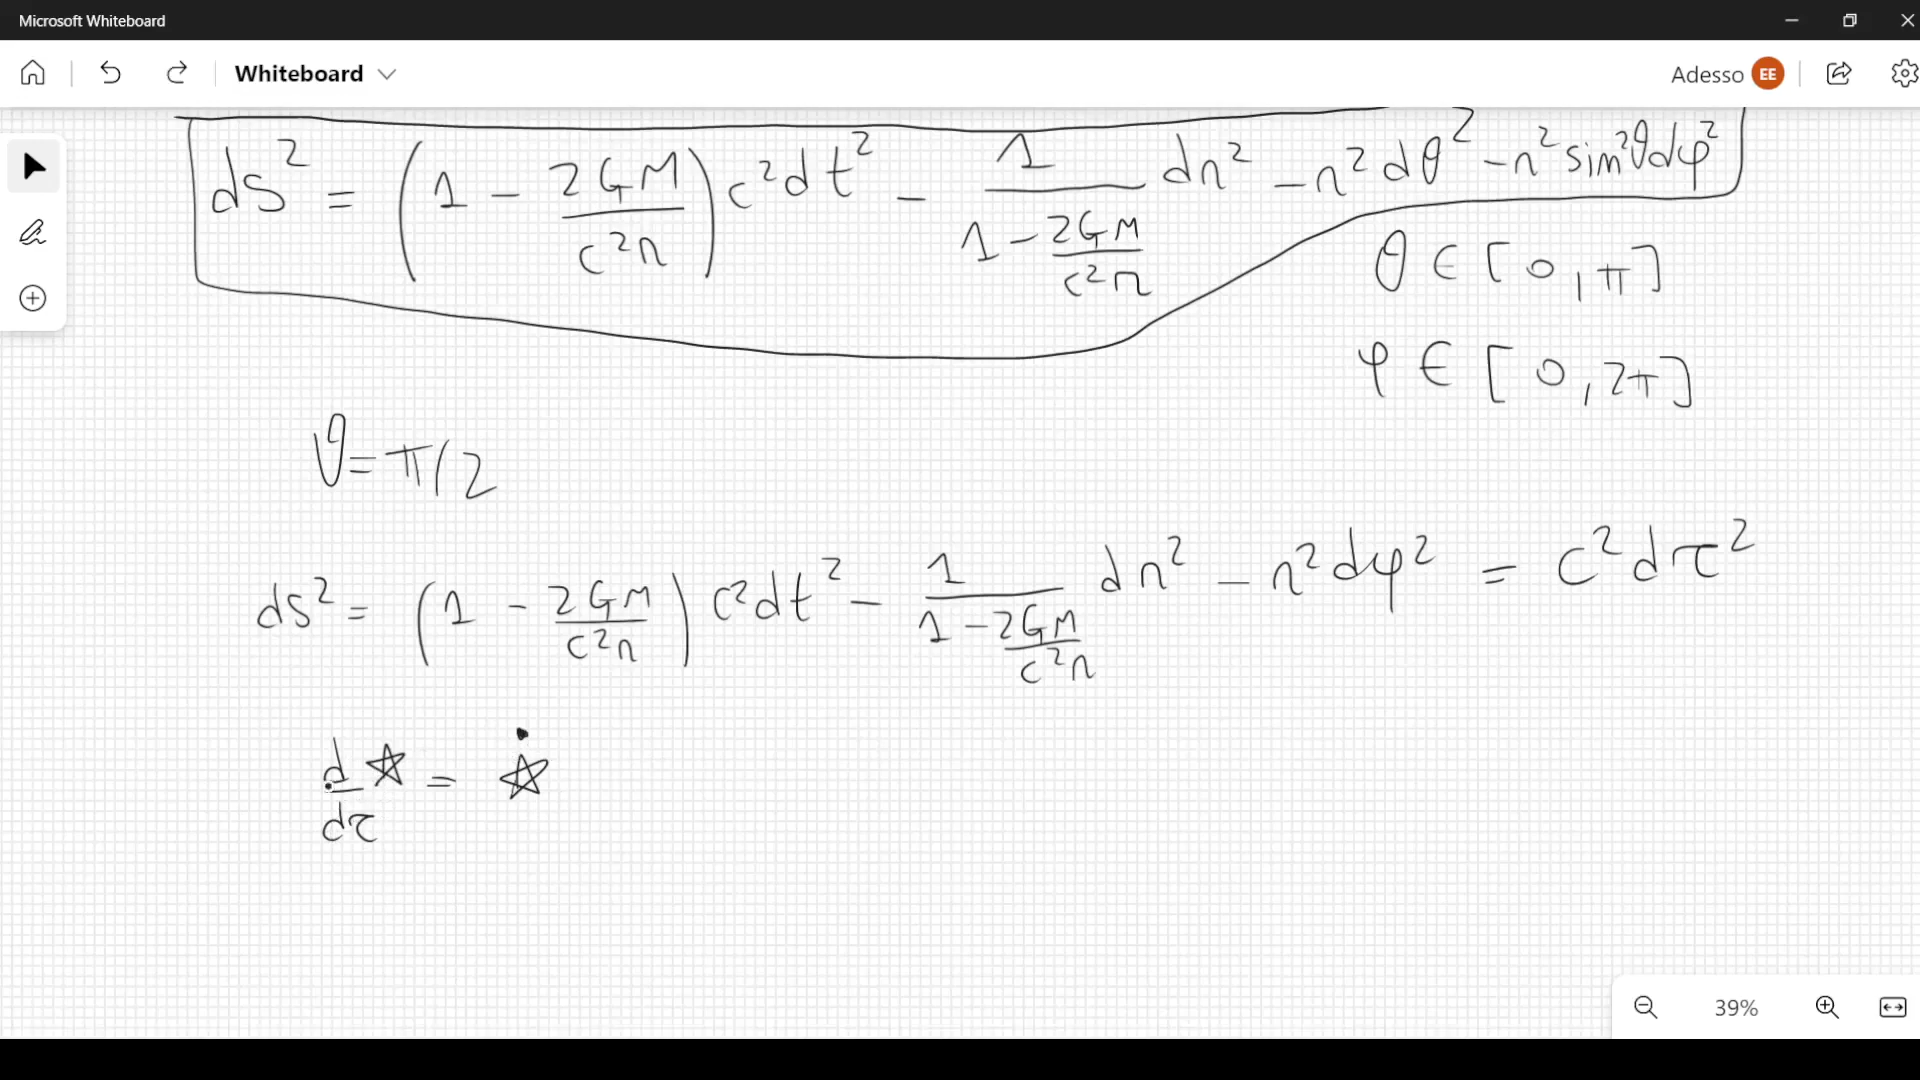 Microsoft Whiteboard
Whiteboard
Adesso EE
ds² = (1 - 2GM/c²r) c²dt² - 1/(1 - 2GM/c²r) dr² - r²dθ² - r²sin²θdφ²
θ ∈ [0, π]
φ ∈ [0, 2π]
θ = π/2
ds² = (1 - 2GM/c²r) c²dt² - 1/(1 - 2GM/c²r) dr² - r²dφ² = c²dτ²
d/dτ ☆ = ☆̇
39%